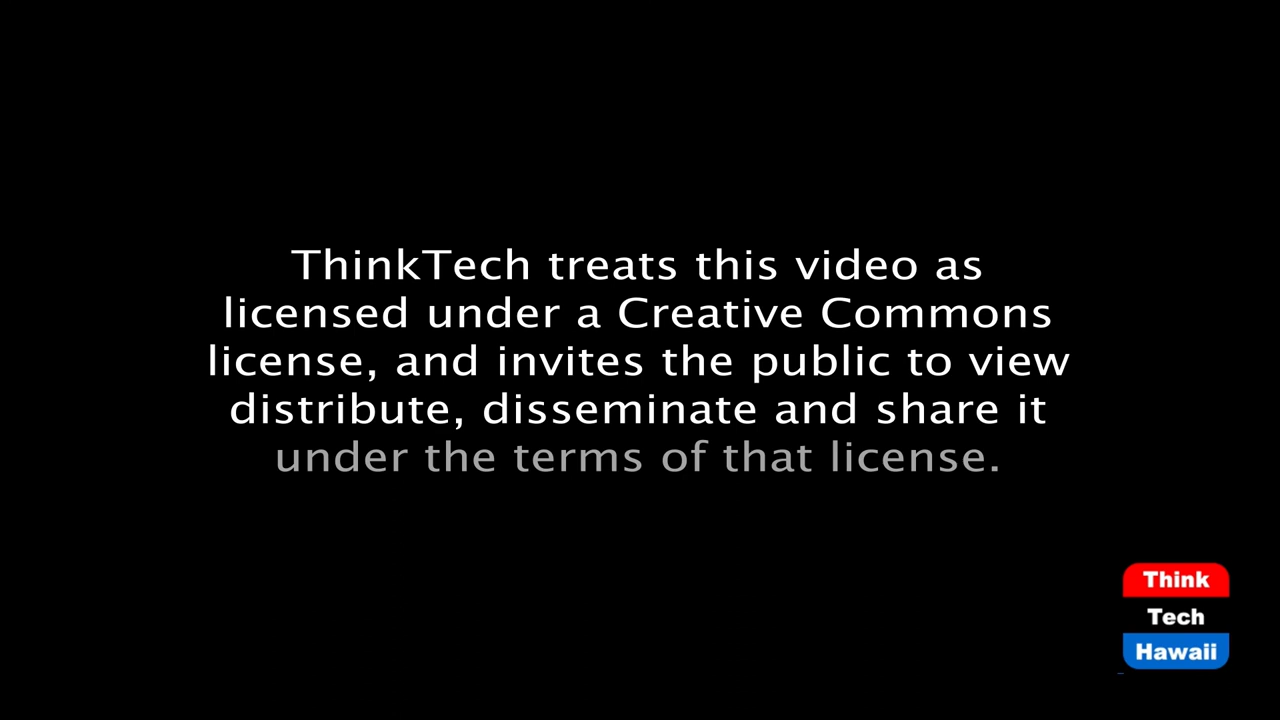 ThinkTech treats this video as
licensed under a Creative Commons
license, and invites the public to view
distribute, disseminate and share it
under the terms of that license.
Think
Tech
Hawaii